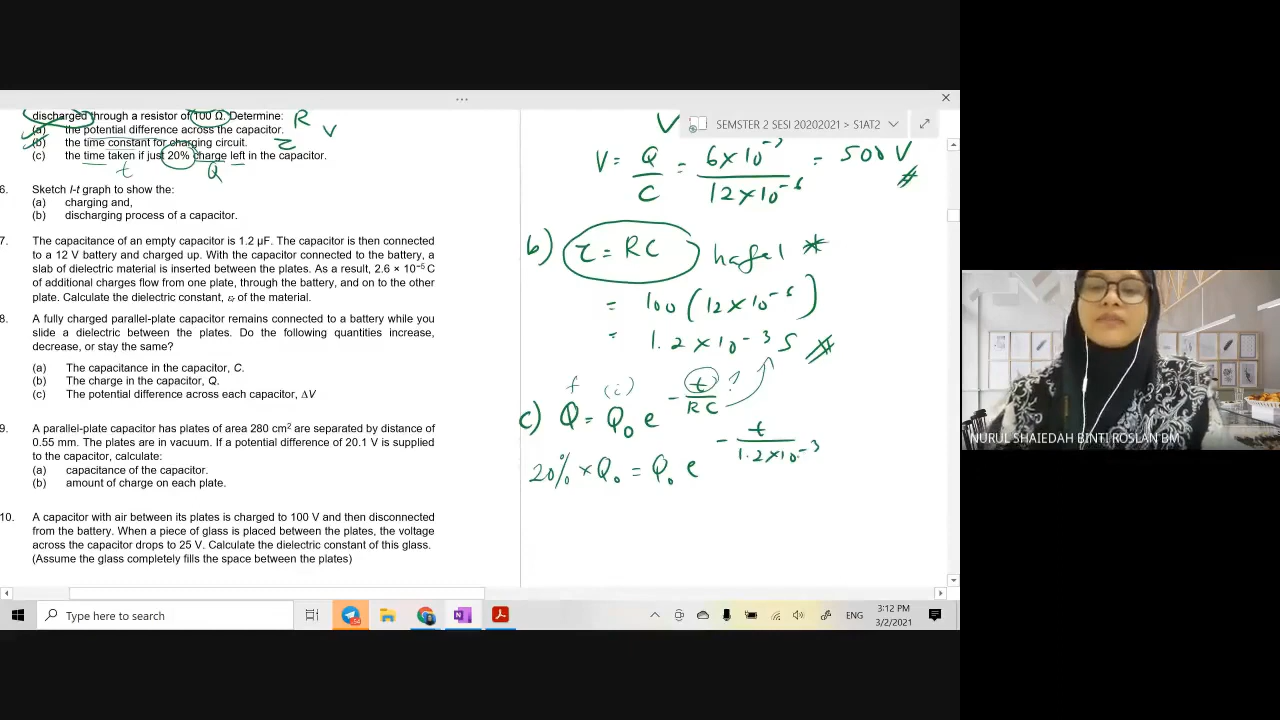 discharged through a resistor of 100 Ω. Determine:
R
(a) the potential difference across the capacitor.
V
(b) the time constant for charging circuit.
τ
(c) the time taken if just 20% charge left in the capacitor.
t
Q
6. Sketch I-t graph to show the:
(a) charging and,
(b) discharging process of a capacitor.
7. The capacitance of an empty capacitor is 1.2 μF. The capacitor is then connected
to a 12 V battery and charged up. With the capacitor connected to the battery, a
slab of dielectric material is inserted between the plates. As a result, 2.6 × 10⁻⁵ C
of additional charges flow from one plate, through the battery, and on to the other
plate. Calculate the dielectric constant, εr of the material.
8. A fully charged parallel-plate capacitor remains connected to a battery while you
slide a dielectric between the plates. Do the following quantities increase,
decrease, or stay the same?
(a) The capacitance in the capacitor, C.
(b) The charge in the capacitor, Q.
(c) The potential difference across each capacitor, ΔV
9. A parallel-plate capacitor has plates of area 280 cm² are separated by distance of
0.55 mm. The plates are in vacuum. If a potential difference of 20.1 V is supplied
to the capacitor, calculate:
(a) capacitance of the capacitor.
(b) amount of charge on each plate.
10. A capacitor with air between its plates is charged to 100 V and then disconnected
from the battery. When a piece of glass is placed between the plates, the voltage
across the capacitor drops to 25 V. Calculate the dielectric constant of this glass.
(Assume the glass completely fills the space between the plates)
V
SEMSTER 2 SESI 20202021 > S1AT2
V = Q/C = 6×10⁻³/12×10⁻⁶ = 500 V
b) τ = RC hafal *
= 100 (12×10⁻⁶)
= 1.2×10⁻³ s
f (i) t ?
c) Q = Q₀ e^(-t/RC)
20% × Q₀ = Q₀ e^(-t/1.2×10⁻³)
NURUL SHAIEDAH BINTI ROSLAN BM
Type here to search
ENG
3:12 PM
3/2/2021